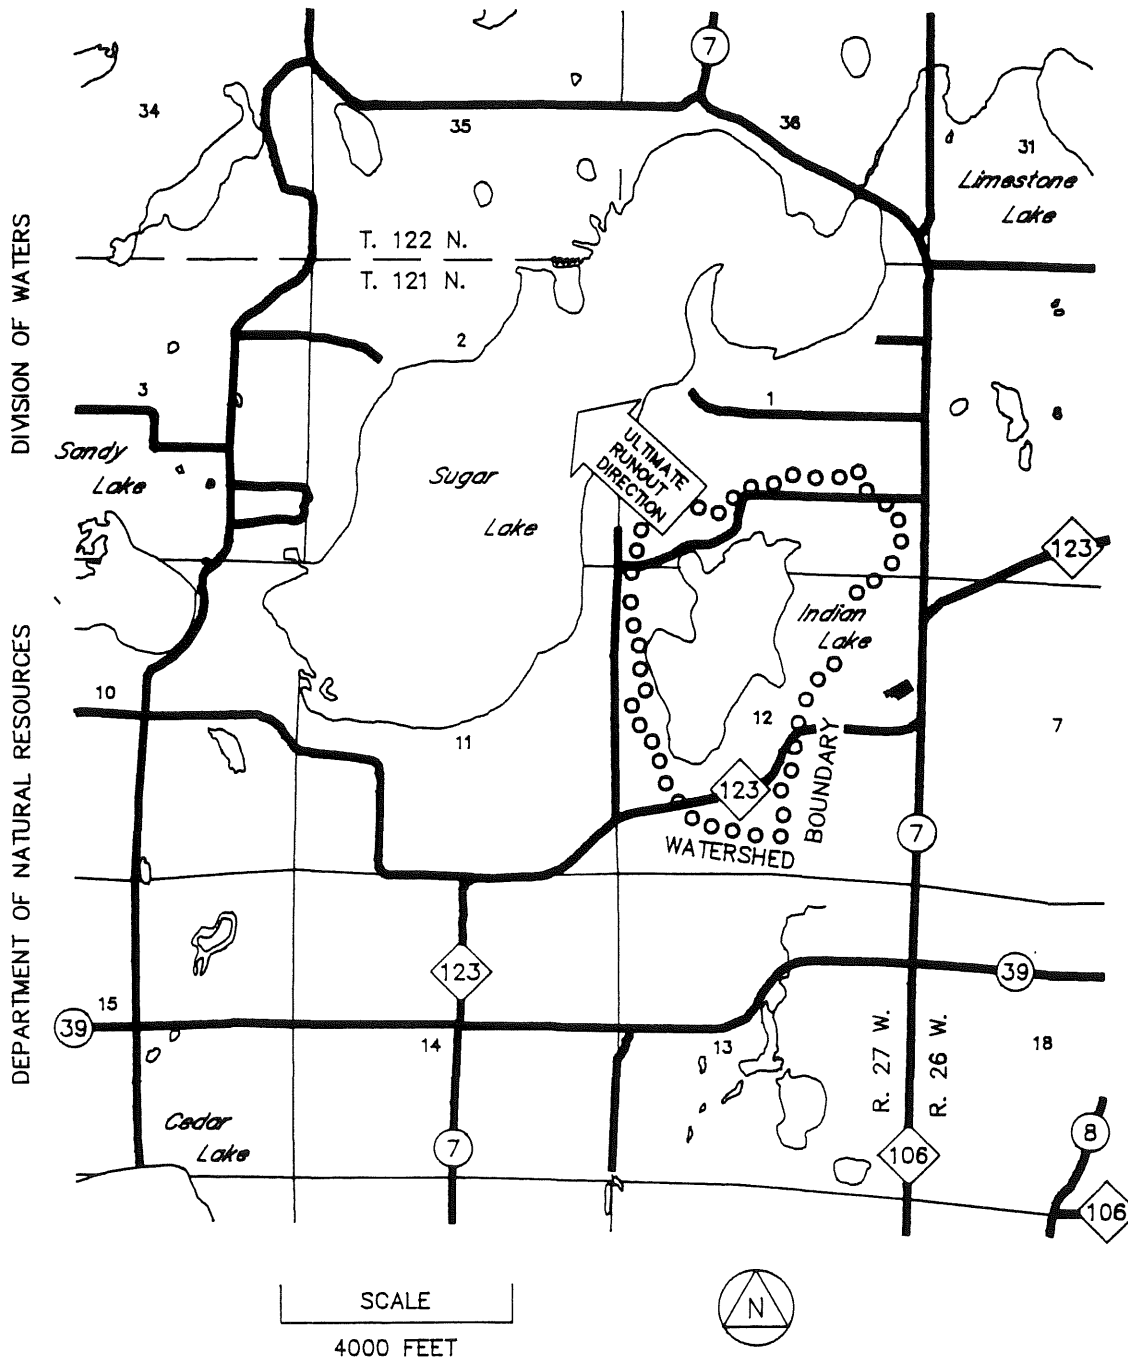 7
34
35
36
31
Limestone
Lake
T. 122 N.
T. 121 N.
2
3
1
6
Sandy
Lake
Sugar
Lake
ULTIMATE
RUNOUT
DIRECTION
123
Indian
Lake
10
11
12
7
123
WATERSHED
BOUNDARY
7
123
39
15
39
14
13
18
R. 27 W.
R. 26 W.
Cedar
Lake
7
106
8
106
SCALE
4000 FEET
N
DIVISION OF WATERS
DEPARTMENT OF NATURAL RESOURCES